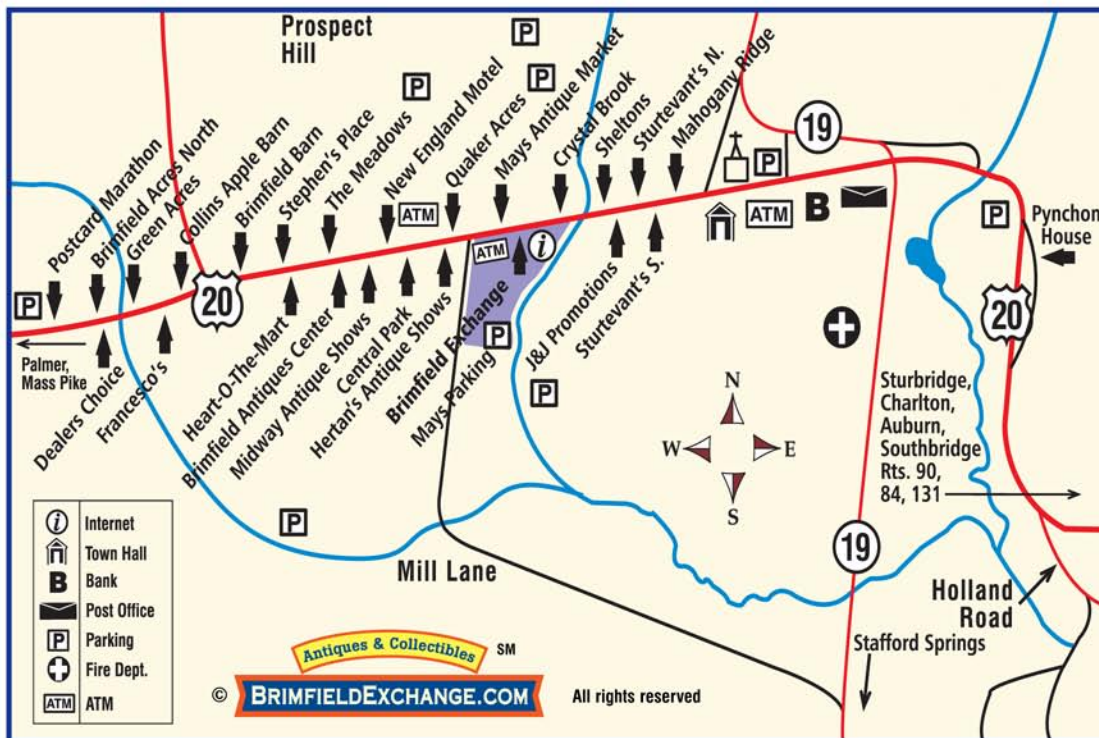 Prospect
Hill
P
P
P
Postcard Marathon
Brimfield Acres North
Green Acres
Collins Apple Barn
Brimfield Barn
Stephen's Place
The Meadows
New England Motel
Quaker Acres
Mays Antique Market
Crystal Brook
Sheltons
Sturtevant's N.
Mahogany Ridge
19
P
ATM
ATM
i
ATM
B
P
Pynchon
House
P
20
20
Palmer,
Mass Pike
Dealers Choice
Francesco's
Heart-O-The-Mart
Brimfield Antiques Center
Midway Antique Shows
Central Park
Hertan's Antique Shows
Brimfield Exchange
Mays Parking
P
J&J Promotions
Sturtevant's S.
P
N
W
E
S
Sturbridge,
Charlton,
Auburn,
Southbridge
Rts. 90,
84, 131
P
Mill Lane
19
Holland
Road
Stafford Springs
i Internet
Town Hall
B Bank
Post Office
P Parking
Fire Dept.
ATM ATM
Antiques & Collectibles SM
© BRIMFIELDEXCHANGE.COM All rights reserved